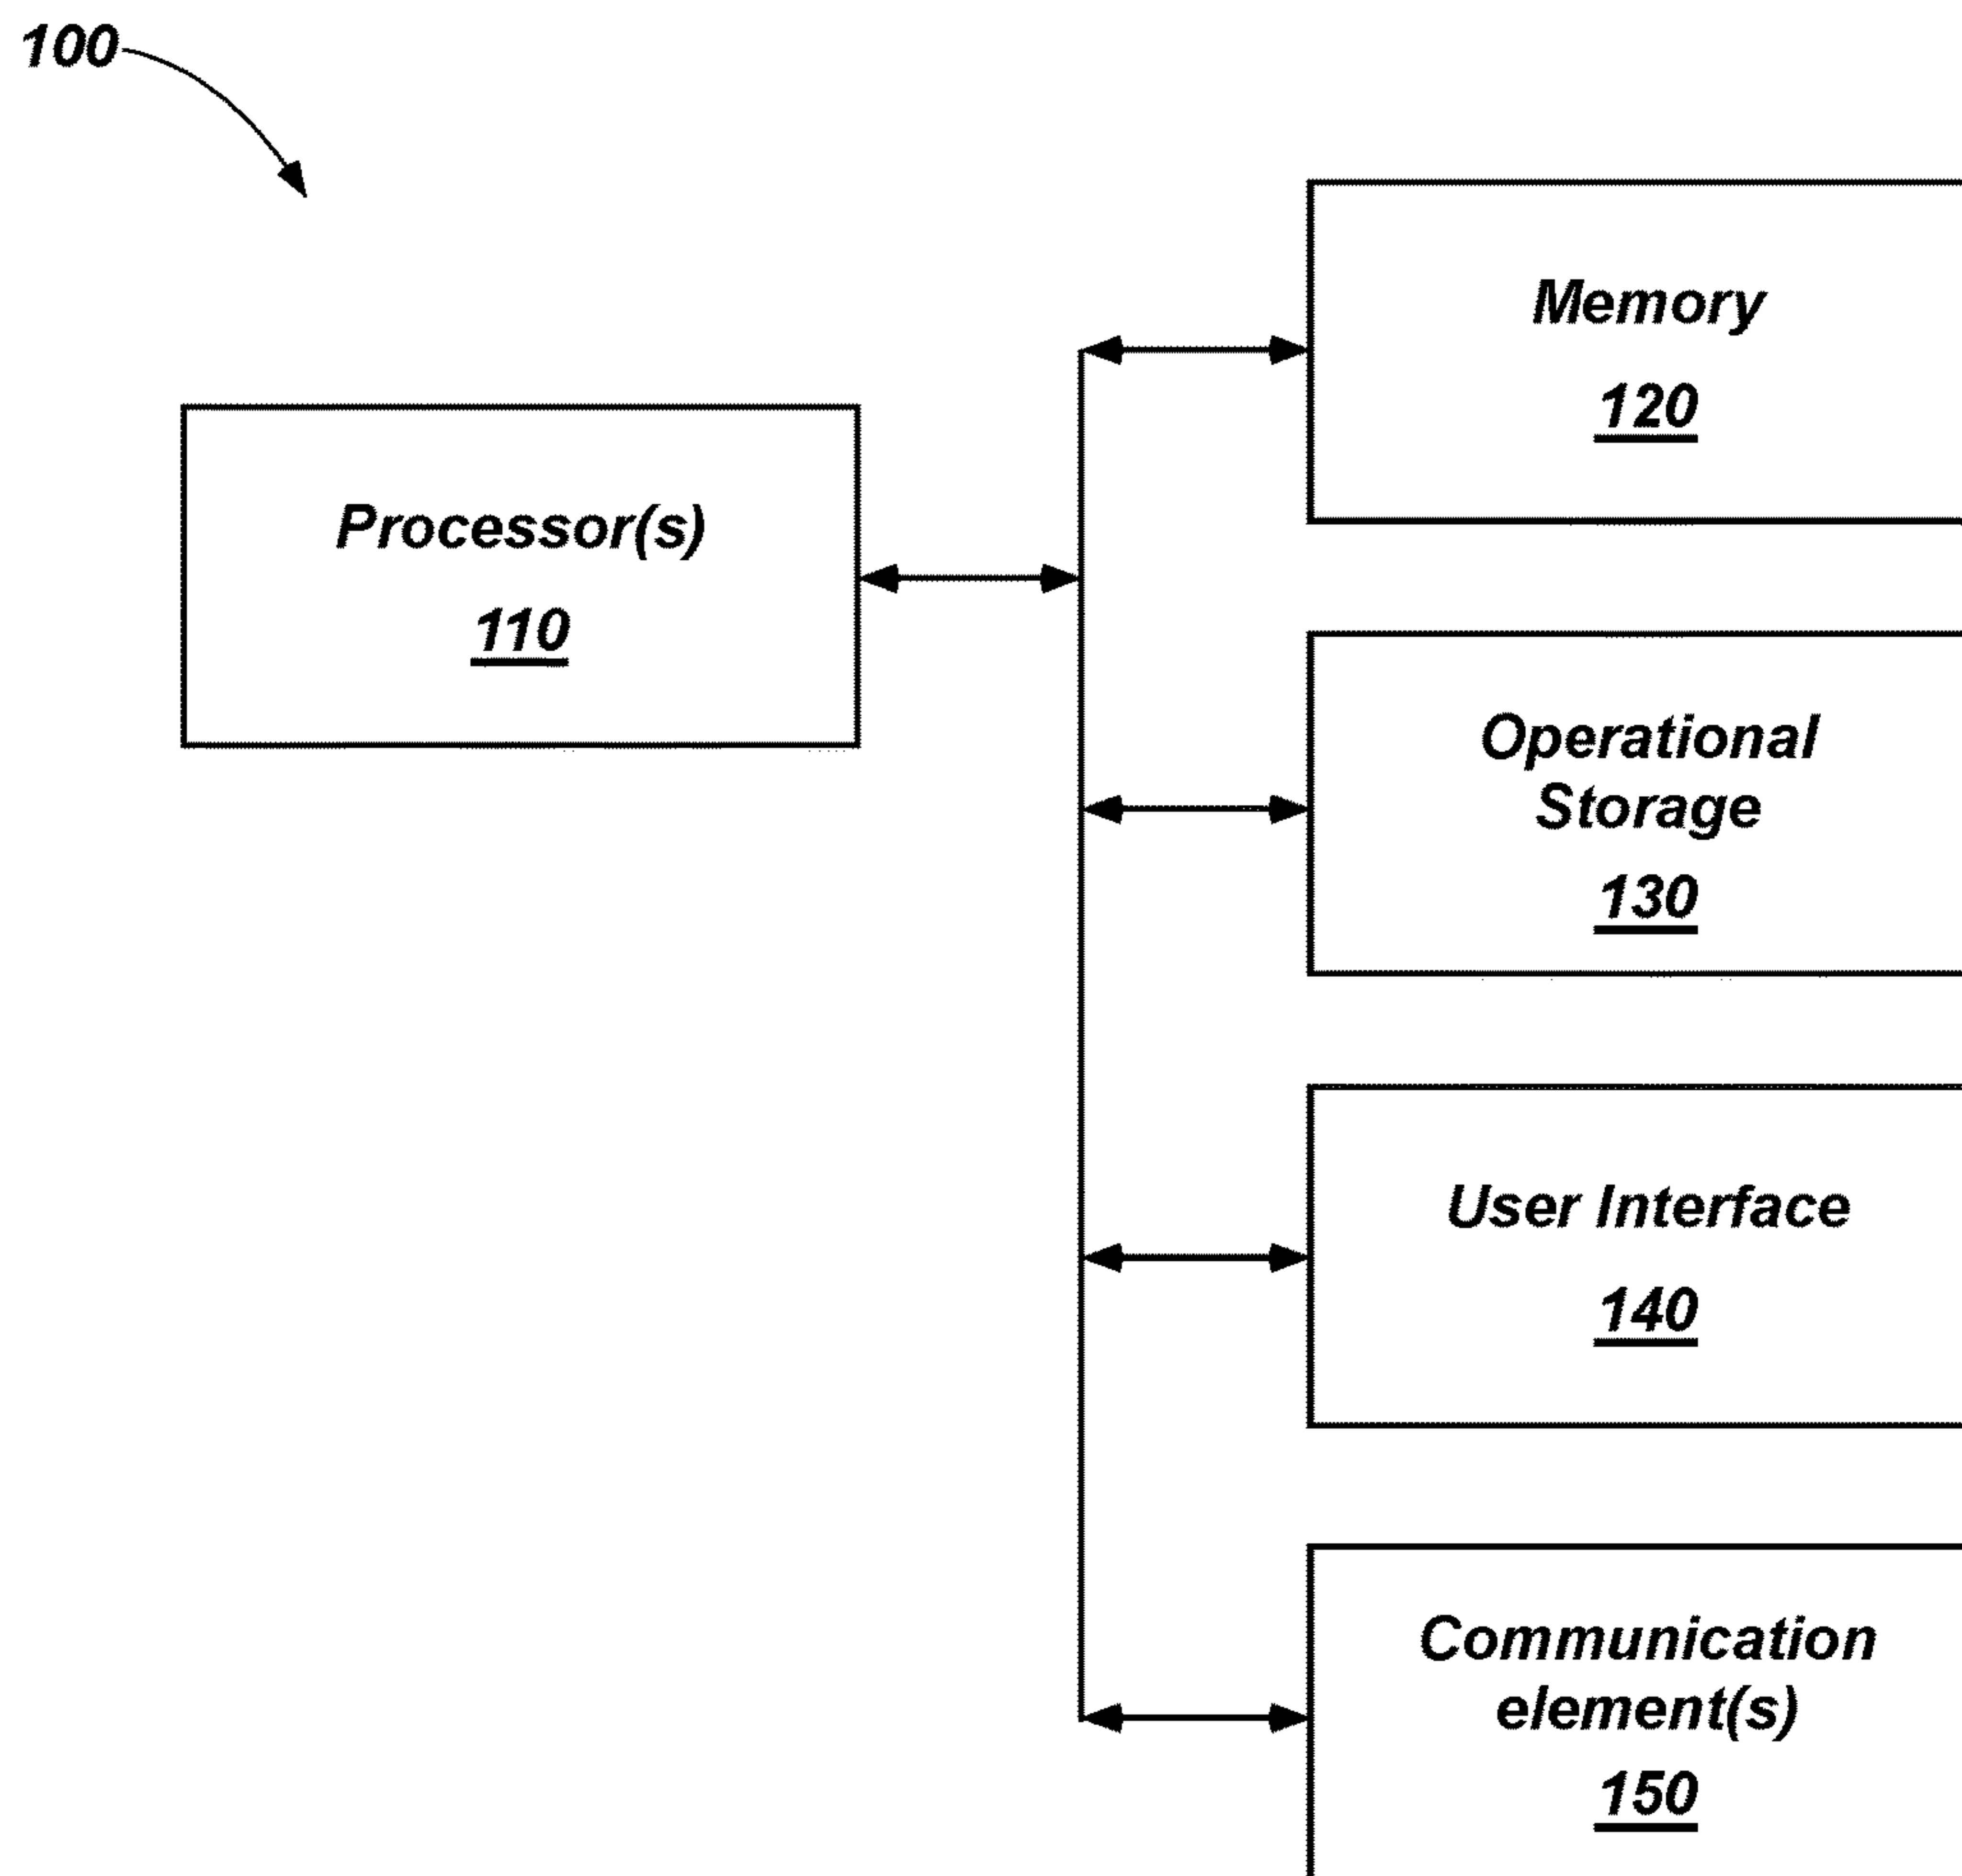 100
Memory
120
Processor(s)
110
Operational
Storage
130
User Interface
140
Communication
element(s)
150